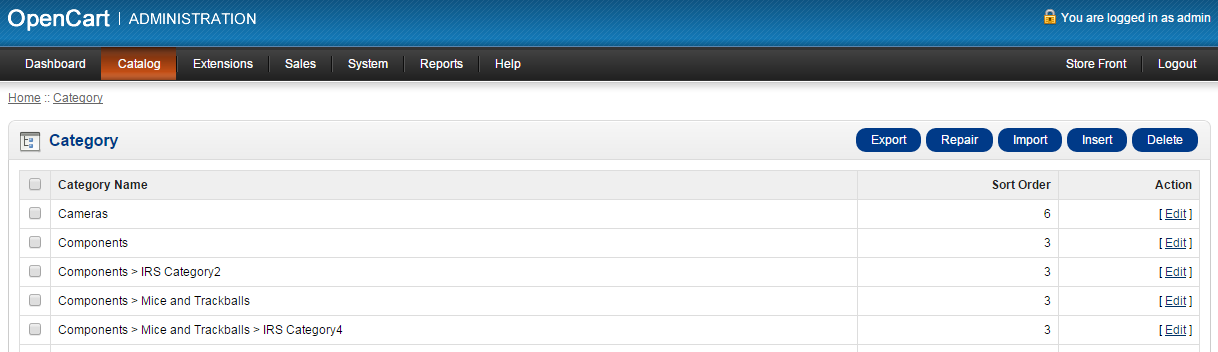 OpenCart | ADMINISTRATION You are logged in as admin
Dashboard Catalog Extensions Sales System Reports Help Store Front Logout
Home :: Category
Category Export Repair Import Insert Delete
Category Name Sort Order Action
Cameras 6 [ Edit ]
Components 3 [ Edit ]
Components > IRS Category2 3 [ Edit ]
Components > Mice and Trackballs 3 [ Edit ]
Components > Mice and Trackballs > IRS Category4 3 [ Edit ]